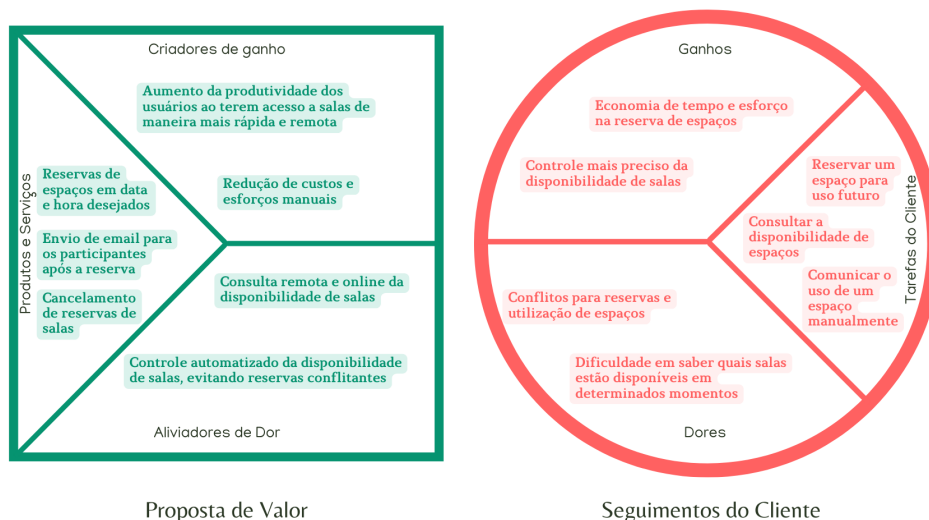 Criadores de ganho
Aumento da produtividade dos
usuários ao terem acesso a salas de
maneira mais rápida e remota
Redução de custos e
esforços manuais
Produtos e Serviços
Reservas de
espaços em data
e hora desejados
Envio de email para
os participantes
após a reserva
Cancelamento
de reservas de
salas
Consulta remota e online da
disponibilidade de salas
Controle automatizado da disponibilidade
de salas, evitando reservas conflitantes
Aliviadores de Dor
Proposta de Valor
Ganhos
Economia de tempo e esforço
na reserva de espaços
Controle mais preciso da
disponibilidade de salas
Reservar um
espaço para
uso futuro
Consultar a
disponibilidade de
espaços
Comunicar o
uso de um
espaço
manualmente
Tarefas do Cliente
Conflitos para reservas e
utilização de espaços
Dificuldade em saber quais salas
estão disponíveis em
determinados momentos
Dores
Seguimentos do Cliente